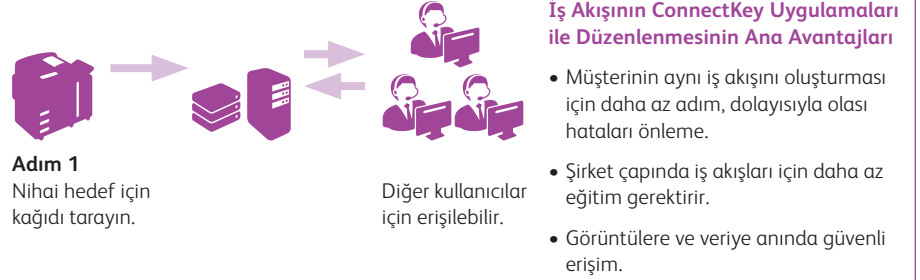 Adım 1
Nihai hedef için
kağıdı tarayın.
Diğer kullanıcılar
için erişilebilir.
İş Akışının ConnectKey Uygulamaları
ile Düzenlenmesinin Ana Avantajları
• Müşterinin aynı iş akışını oluşturması
için daha az adım, dolayısıyla olası
hataları önleme.
• Şirket çapında iş akışları için daha az
eğitim gerektirir.
• Görüntülere ve veriye anında güvenli
erişim.